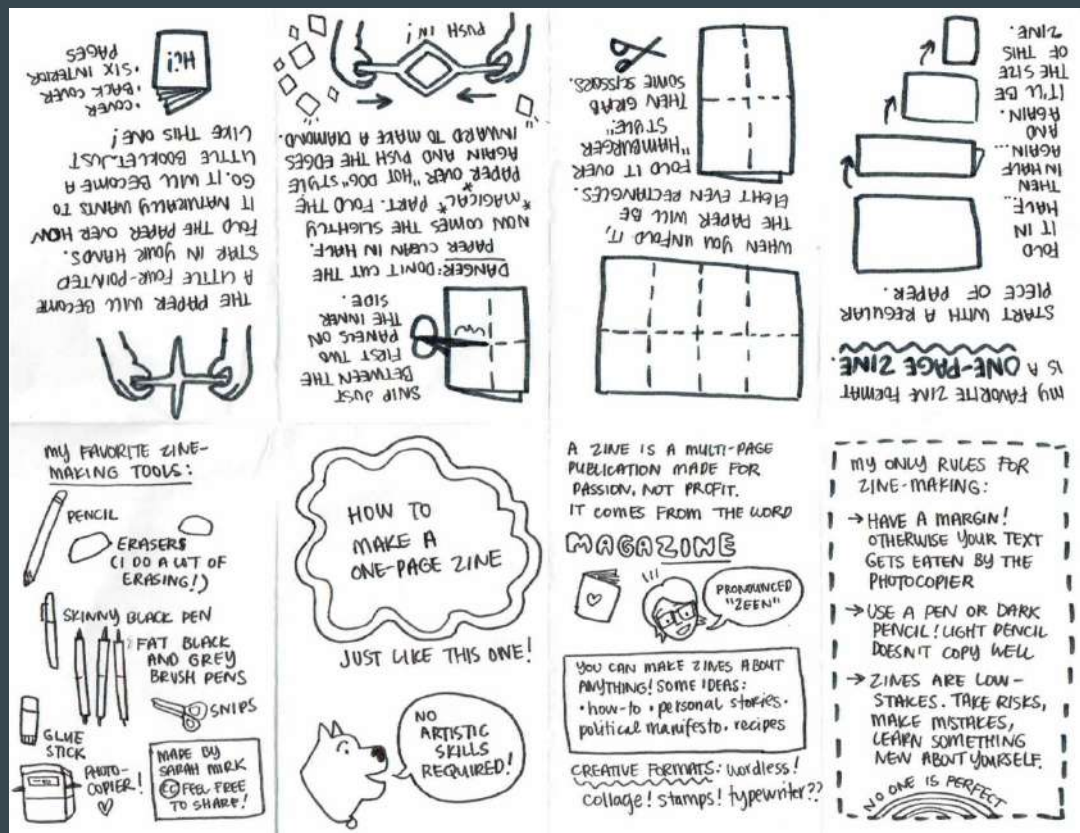 HOW TO
MAKE A
ONE-PAGE ZINE
JUST LIKE THIS ONE!
NO
ARTISTIC
SKILLS
REQUIRED!
A ZINE IS A MULTI-PAGE
PUBLICATION MADE FOR
PASSION, NOT PROFIT.
IT COMES FROM THE WORD
MAGAZINE
PRONOUNCED
"ZEEN"
YOU CAN MAKE ZINES ABOUT
ANYTHING! SOME IDEAS:
• how-to • personal stories •
political manifesto • recipes
CREATIVE FORMATS: wordless!
collage! stamps! typewriter??
MY ONLY RULES FOR
ZINE-MAKING:
→ HAVE A MARGIN!
OTHERWISE YOUR TEXT
GETS EATEN BY THE
PHOTOCOPIER
→ USE A PEN OR DARK
PENCIL! LIGHT PENCIL
DOESN'T COPY WELL
→ ZINES ARE LOW-
STAKES. TAKE RISKS,
MAKE MISTAKES,
LEARN SOMETHING
NEW ABOUT YOURSELF.
NO ONE IS PERFECT
MY FAVORITE ZINE FORMAT
IS A ONE-PAGE ZINE.
START WITH A REGULAR
PIECE OF PAPER.
FOLD
IT IN
HALF...
THEN
IN HALF
AGAIN...
AND
AGAIN.
IT'LL BE
THE SIZE
OF THIS
ZINE.
WHEN YOU UNFOLD IT,
THE PAPER WILL BE
EIGHT EVEN RECTANGLES.
FOLD IT OVER
"HAMBURGER
STYLE."
THEN GRAB
SOME SCISSORS.
SNIP JUST
BETWEEN THE
FIRST TWO
PANELS ON
THE INNER
SIDE.
DANGER: DON'T CUT THE
PAPER CLEAN IN HALF.
NOW COMES THE SLIGHTLY
*MAGICAL* PART. FOLD THE
PAPER OVER "HOT DOG" STYLE
AGAIN AND PUSH THE EDGES
INWARD TO MAKE A DIAMOND.
PUSH IN!
THE PAPER WILL BECOME
A LITTLE FOUR-POINTED
STAR IN YOUR HANDS.
FOLD THE PAPER OVER HOW
IT NATURALLY WANTS TO
GO. IT WILL BECOME A
LITTLE BOOKLET JUST
LIKE THIS ONE!
• COVER
• BACK COVER
• SIX INTERIOR
PAGES
Hi!
MY FAVORITE ZINE-
MAKING TOOLS:
PENCIL
ERASERS
(I DO A LOT OF
ERASING!)
SKINNY BLACK PEN
FAT BLACK
AND GREY
BRUSH PENS
SNIPS
GLUE
STICK
PHOTO-
COPIER!
MADE BY
SARAH MIRK
CC FEEL FREE
TO SHARE!